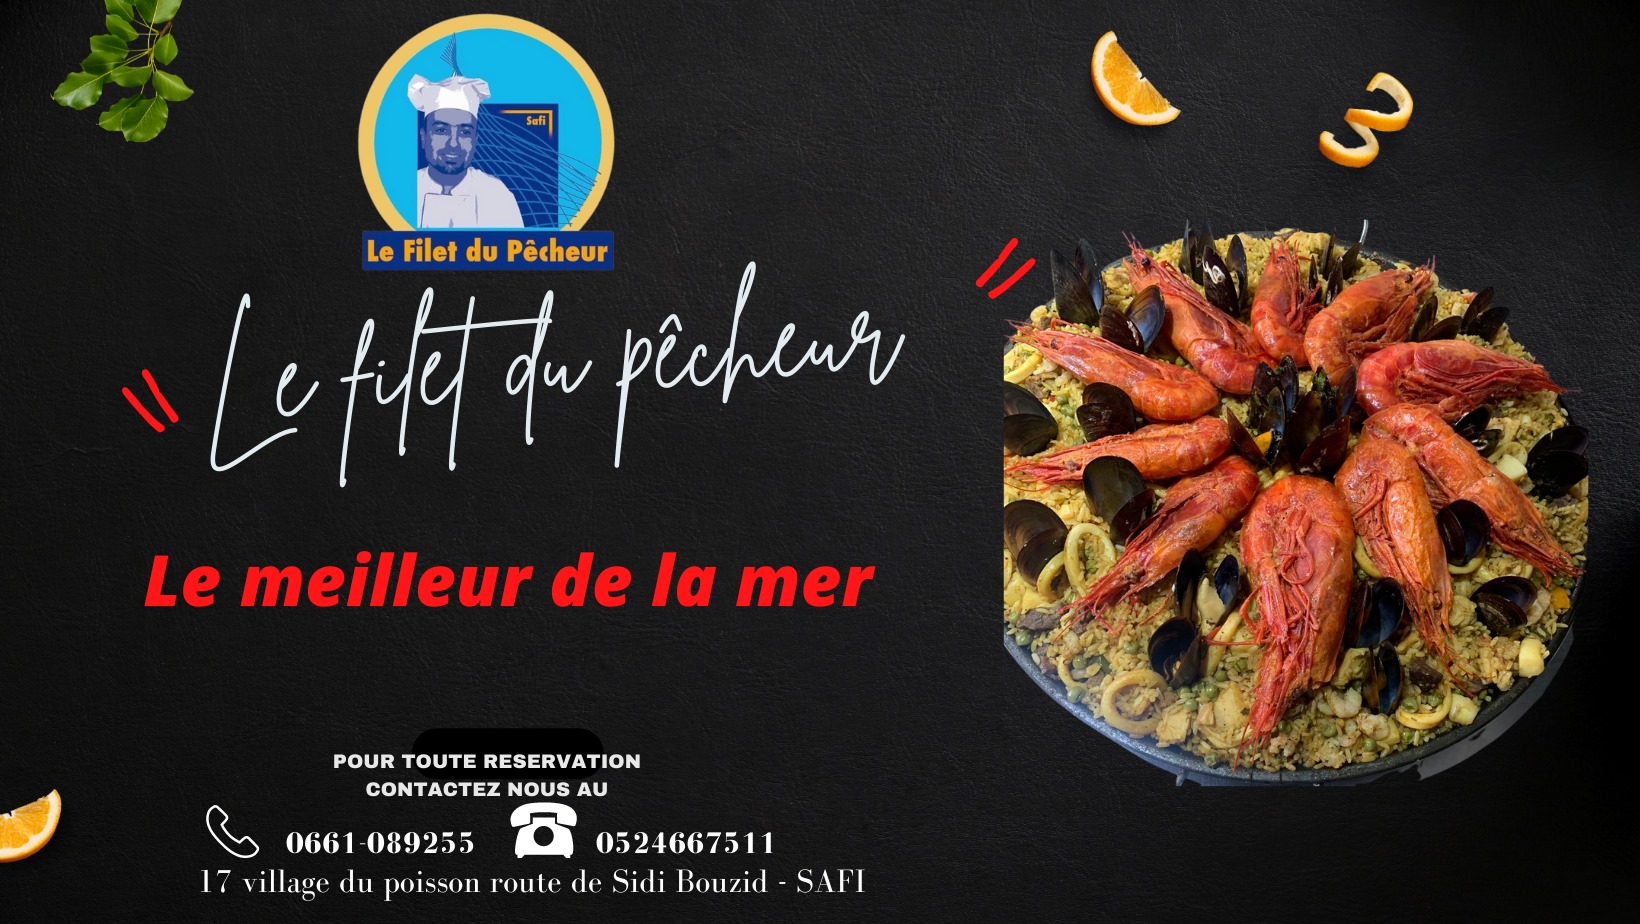 Safi
Le Filet du Pêcheur
Le filet du pêcheur
Le meilleur de la mer
POUR TOUTE RESERVATION
CONTACTEZ NOUS AU
0661-089255 0524667511
17 village du poisson route de Sidi Bouzid - SAFI